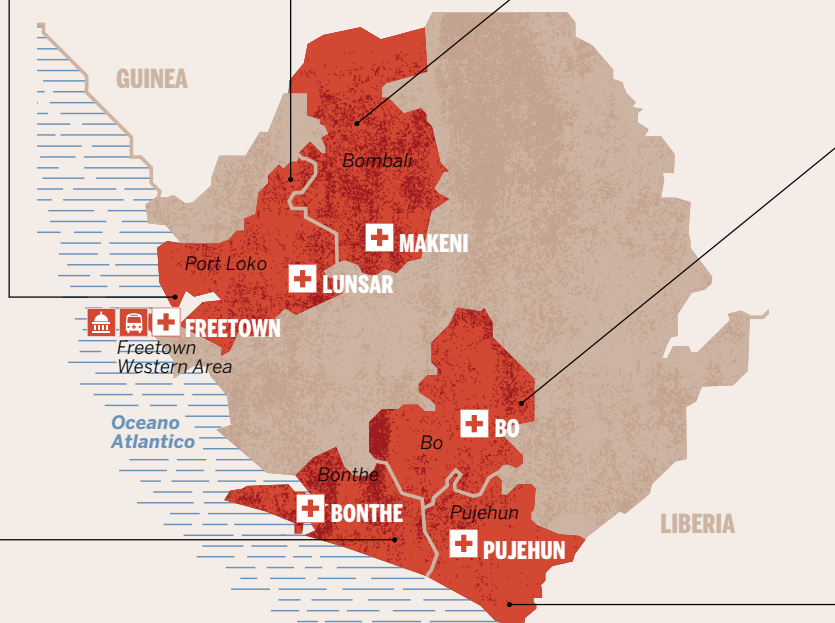 GUINEA
Bombali
MAKENI
Port Loko
LUNSAR
FREETOWN
Freetown
Western Area
Oceano
Atlantico
BO
Bo
Bonthe
BONTHE
Pujehun
LIBERIA
PUJEHUN